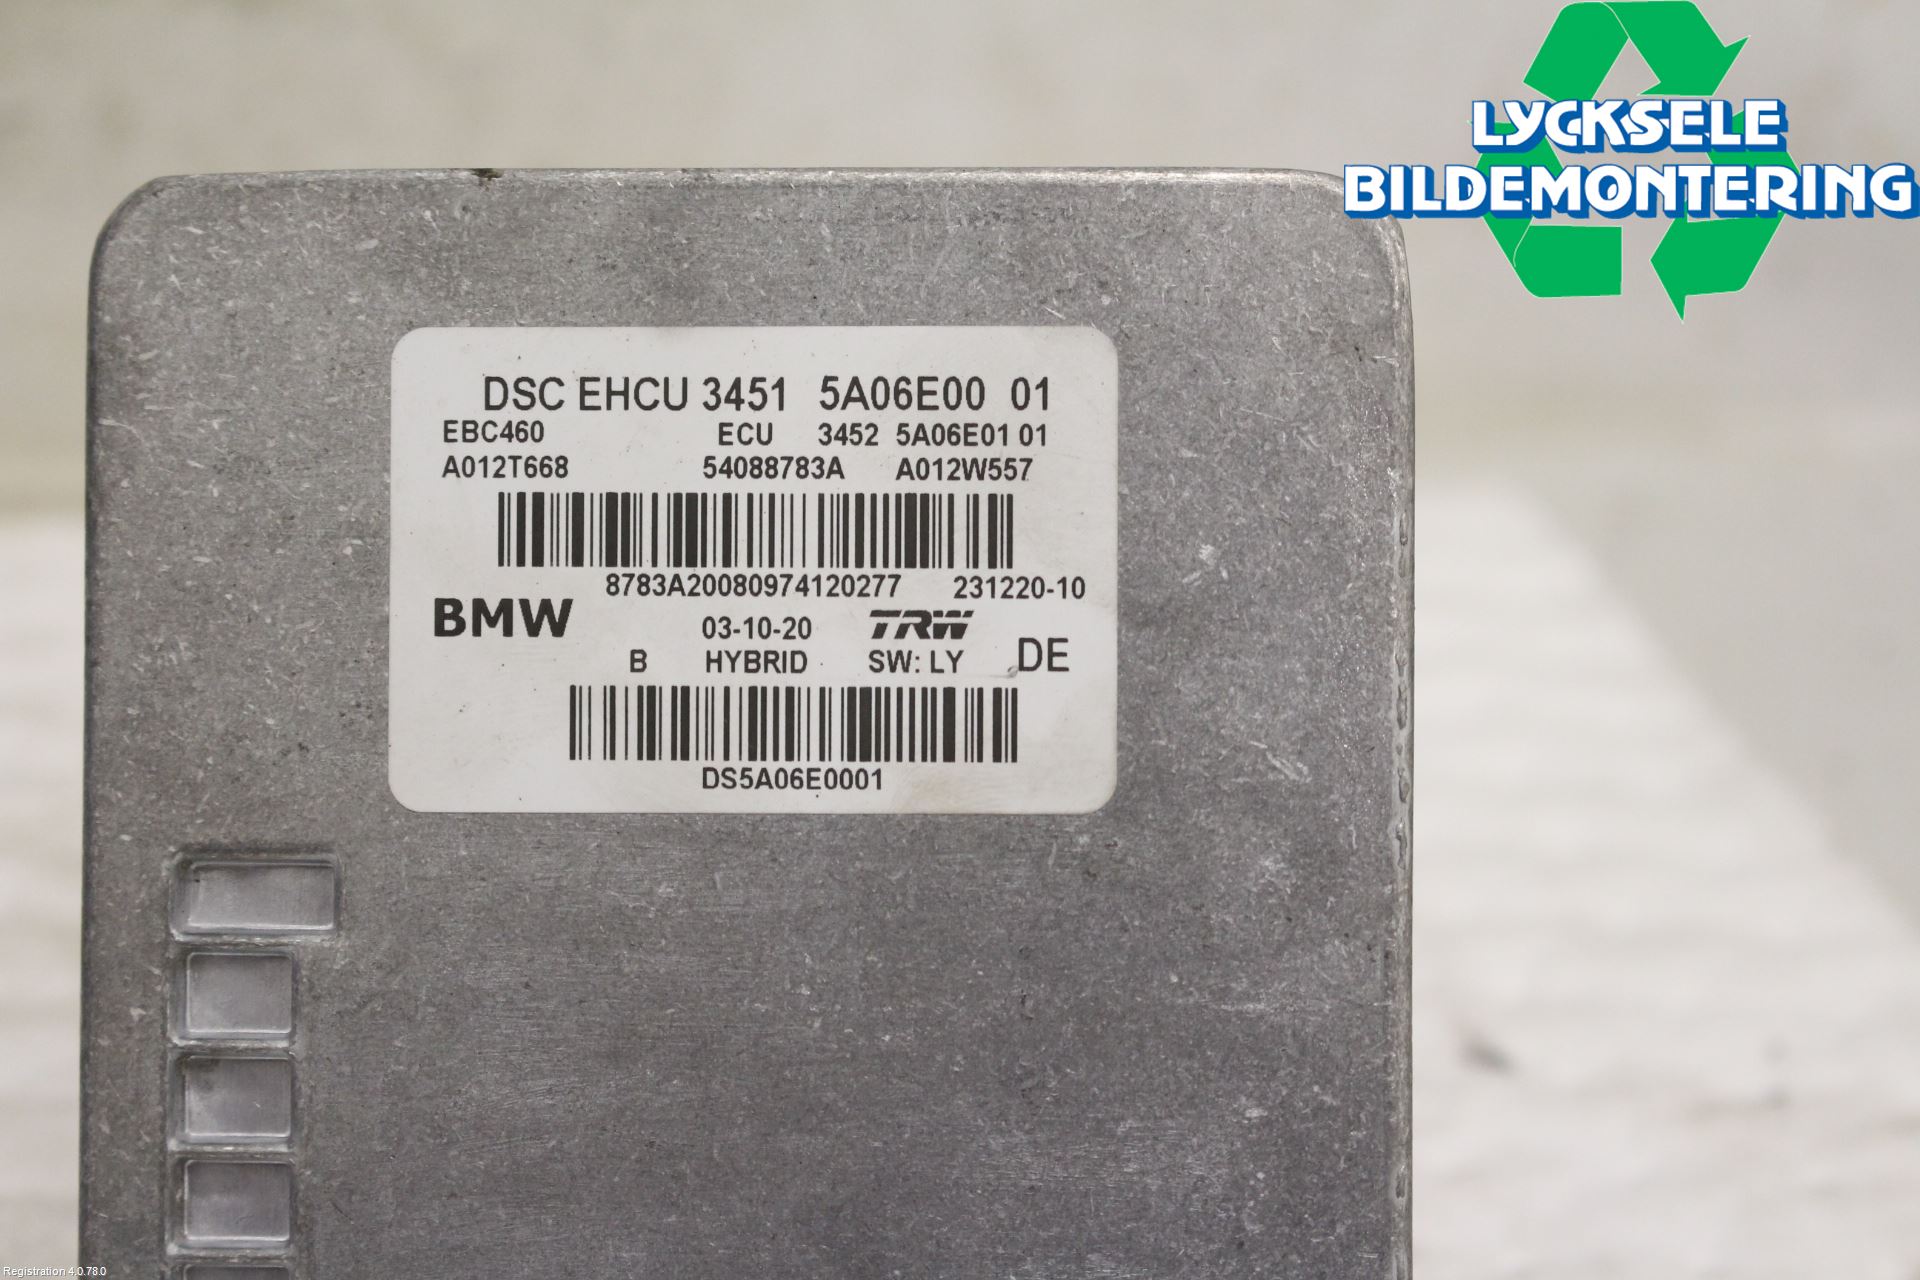 LYCKSELE
BILDEMONTERING
DSC EHCU 3451 5A06E00 01
EBC460 ECU 3452 5A06E01 01
A012T668 54088783A A012W557
8783A20080974120277 231220-10
BMW 03-10-20 TRW
B HYBRID SW: LY DE
DS5A06E0001
Registration 4.0.78.0